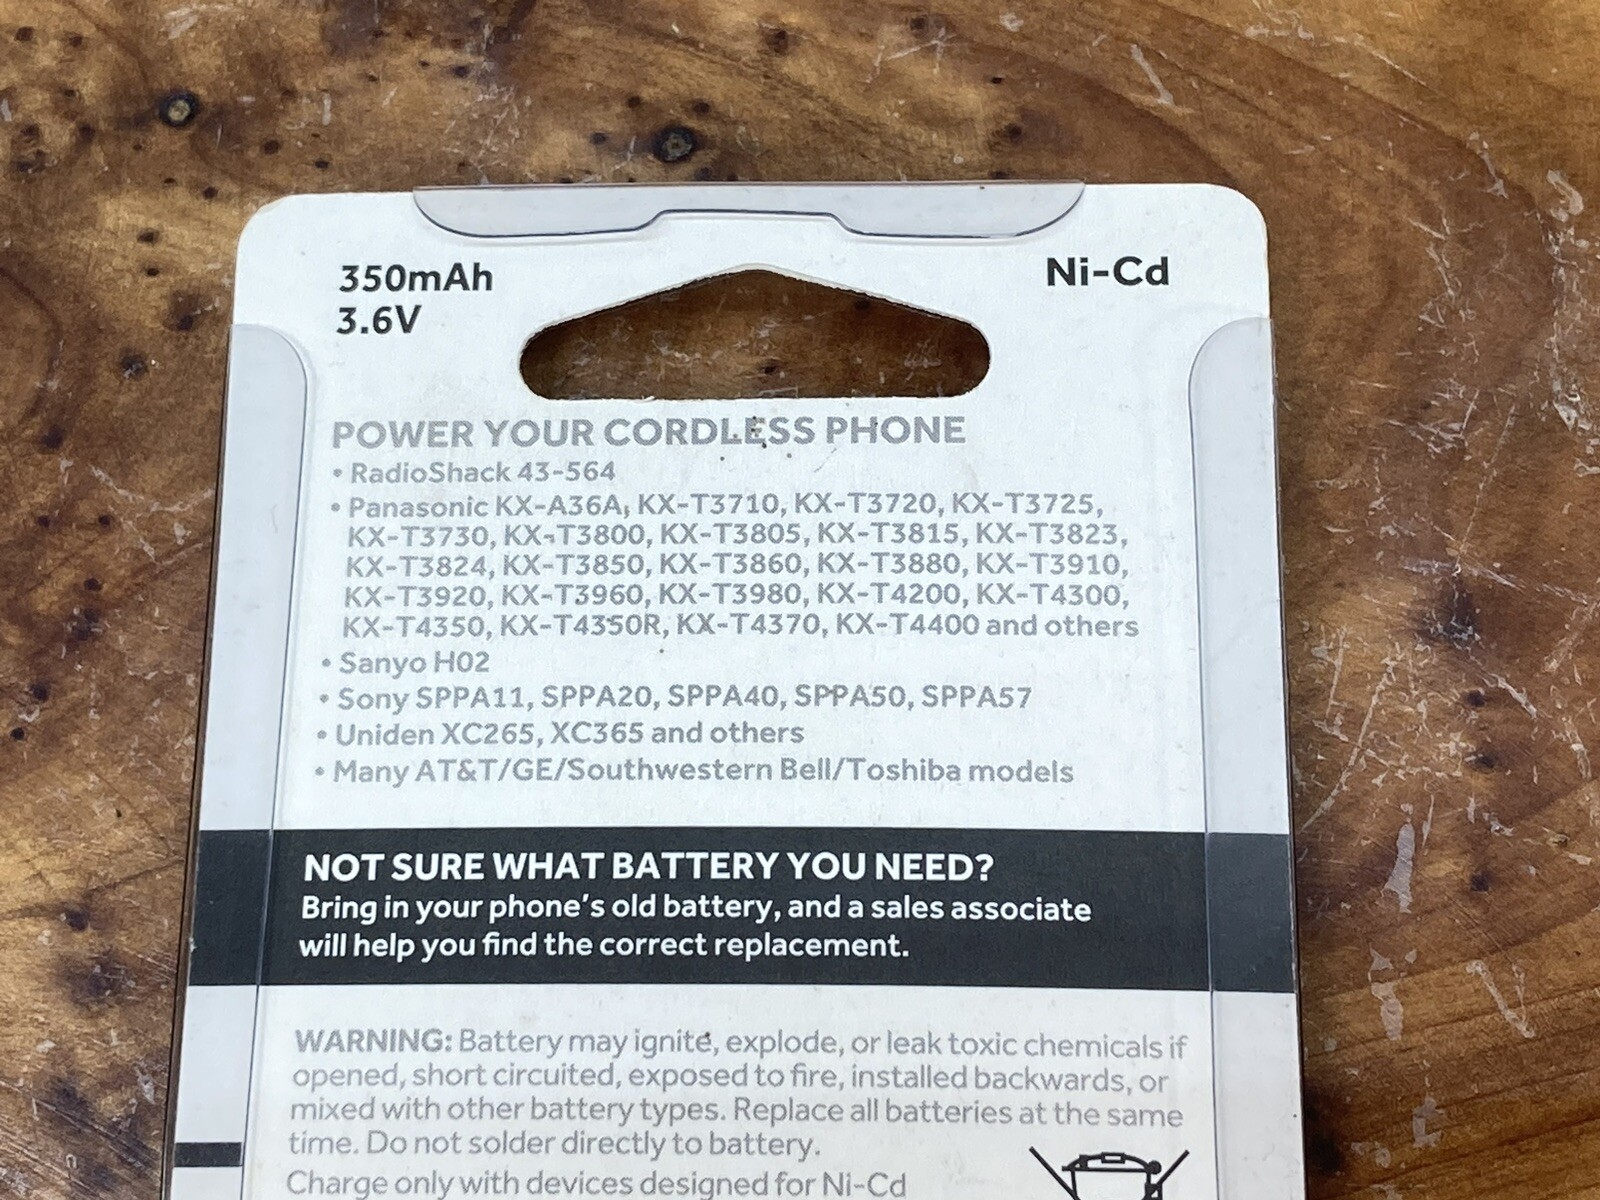 350mAh
3.6V
Ni-Cd
POWER YOUR CORDLESS PHONE
• RadioShack 43-564
• Panasonic KX-A36A, KX-T3710, KX-T3720, KX-T3725,
KX-T3730, KX-T3800, KX-T3805, KX-T3815, KX-T3823,
KX-T3824, KX-T3850, KX-T3860, KX-T3880, KX-T3910,
KX-T3920, KX-T3960, KX-T3980, KX-T4200, KX-T4300,
KX-T4350, KX-T4350R, KX-T4370, KX-T4400 and others
• Sanyo H02
• Sony SPPA11, SPPA20, SPPA40, SPPA50, SPPA57
• Uniden XC265, XC365 and others
• Many AT&T/GE/Southwestern Bell/Toshiba models
NOT SURE WHAT BATTERY YOU NEED?
Bring in your phone's old battery, and a sales associate
will help you find the correct replacement.
WARNING: Battery may ignite, explode, or leak toxic chemicals if
opened, short circuited, exposed to fire, installed backwards, or
mixed with other battery types. Replace all batteries at the same
time. Do not solder directly to battery.
Charge only with devices designed for Ni-Cd